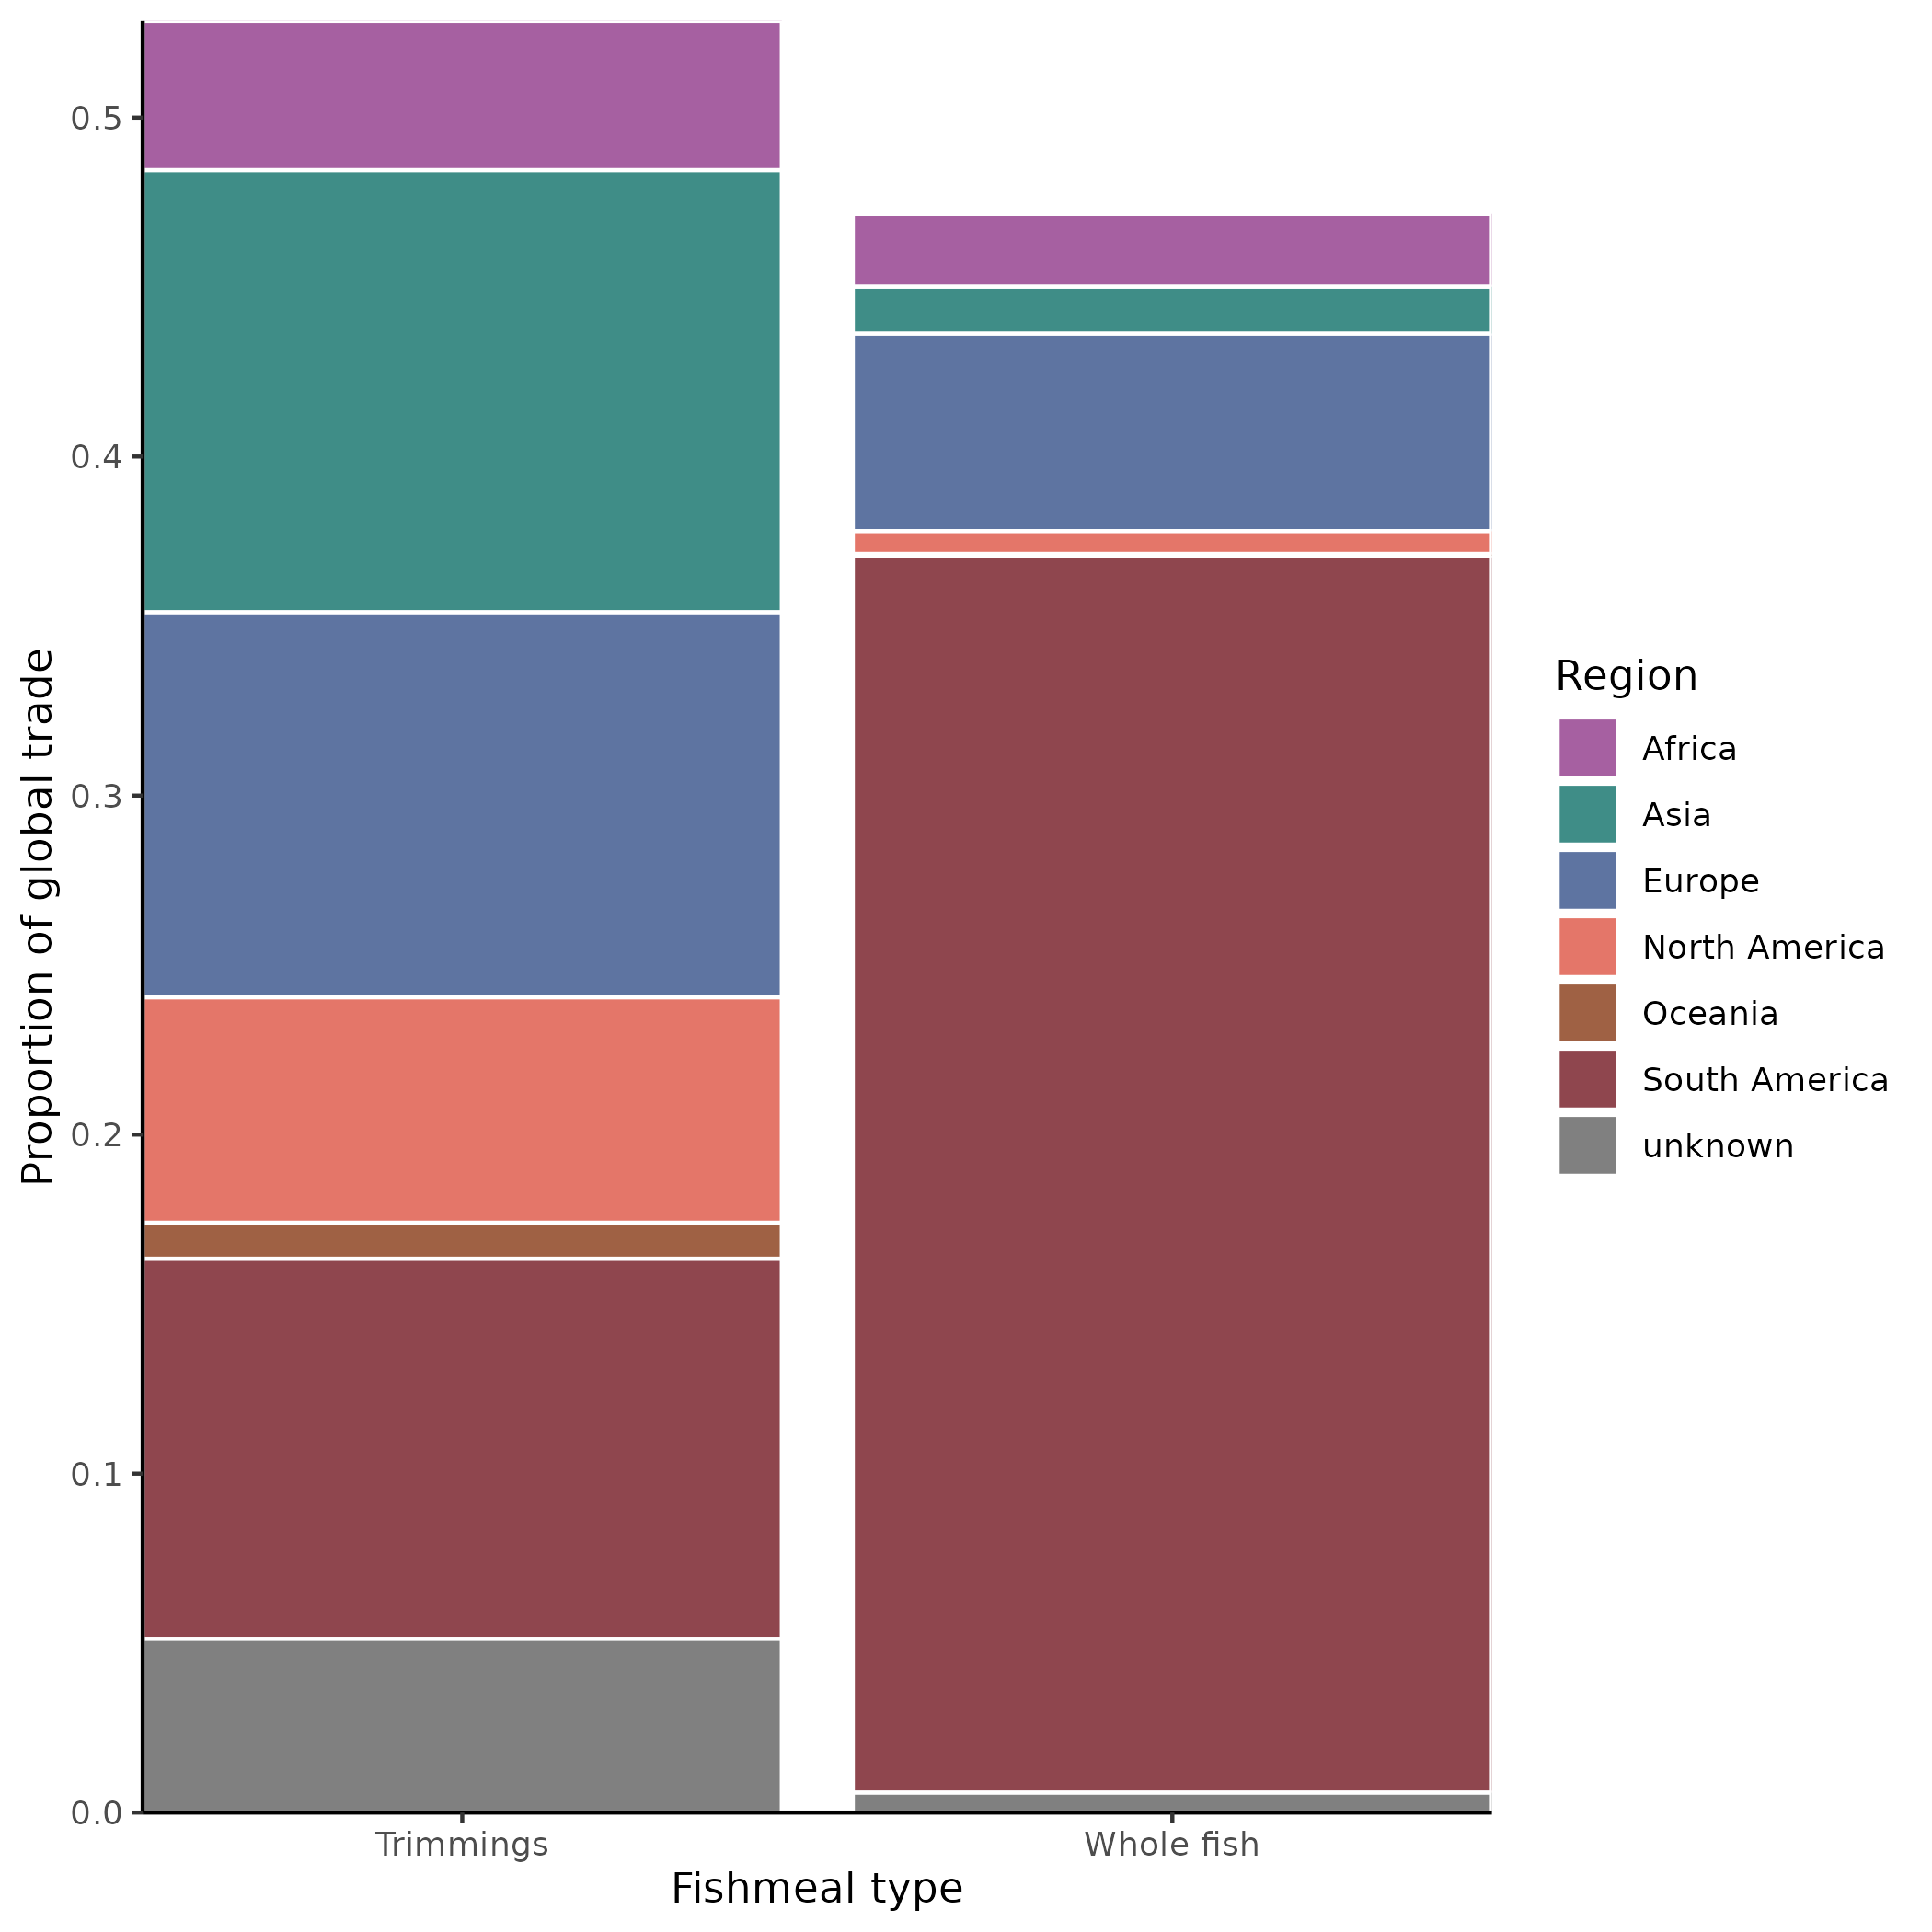 Proportion of global trade
0.5
0.4
0.3
0.2
0.1
0.0
Trimmings
Whole fish
Fishmeal type
Region
Africa
Asia
Europe
North America
Oceania
South America
unknown